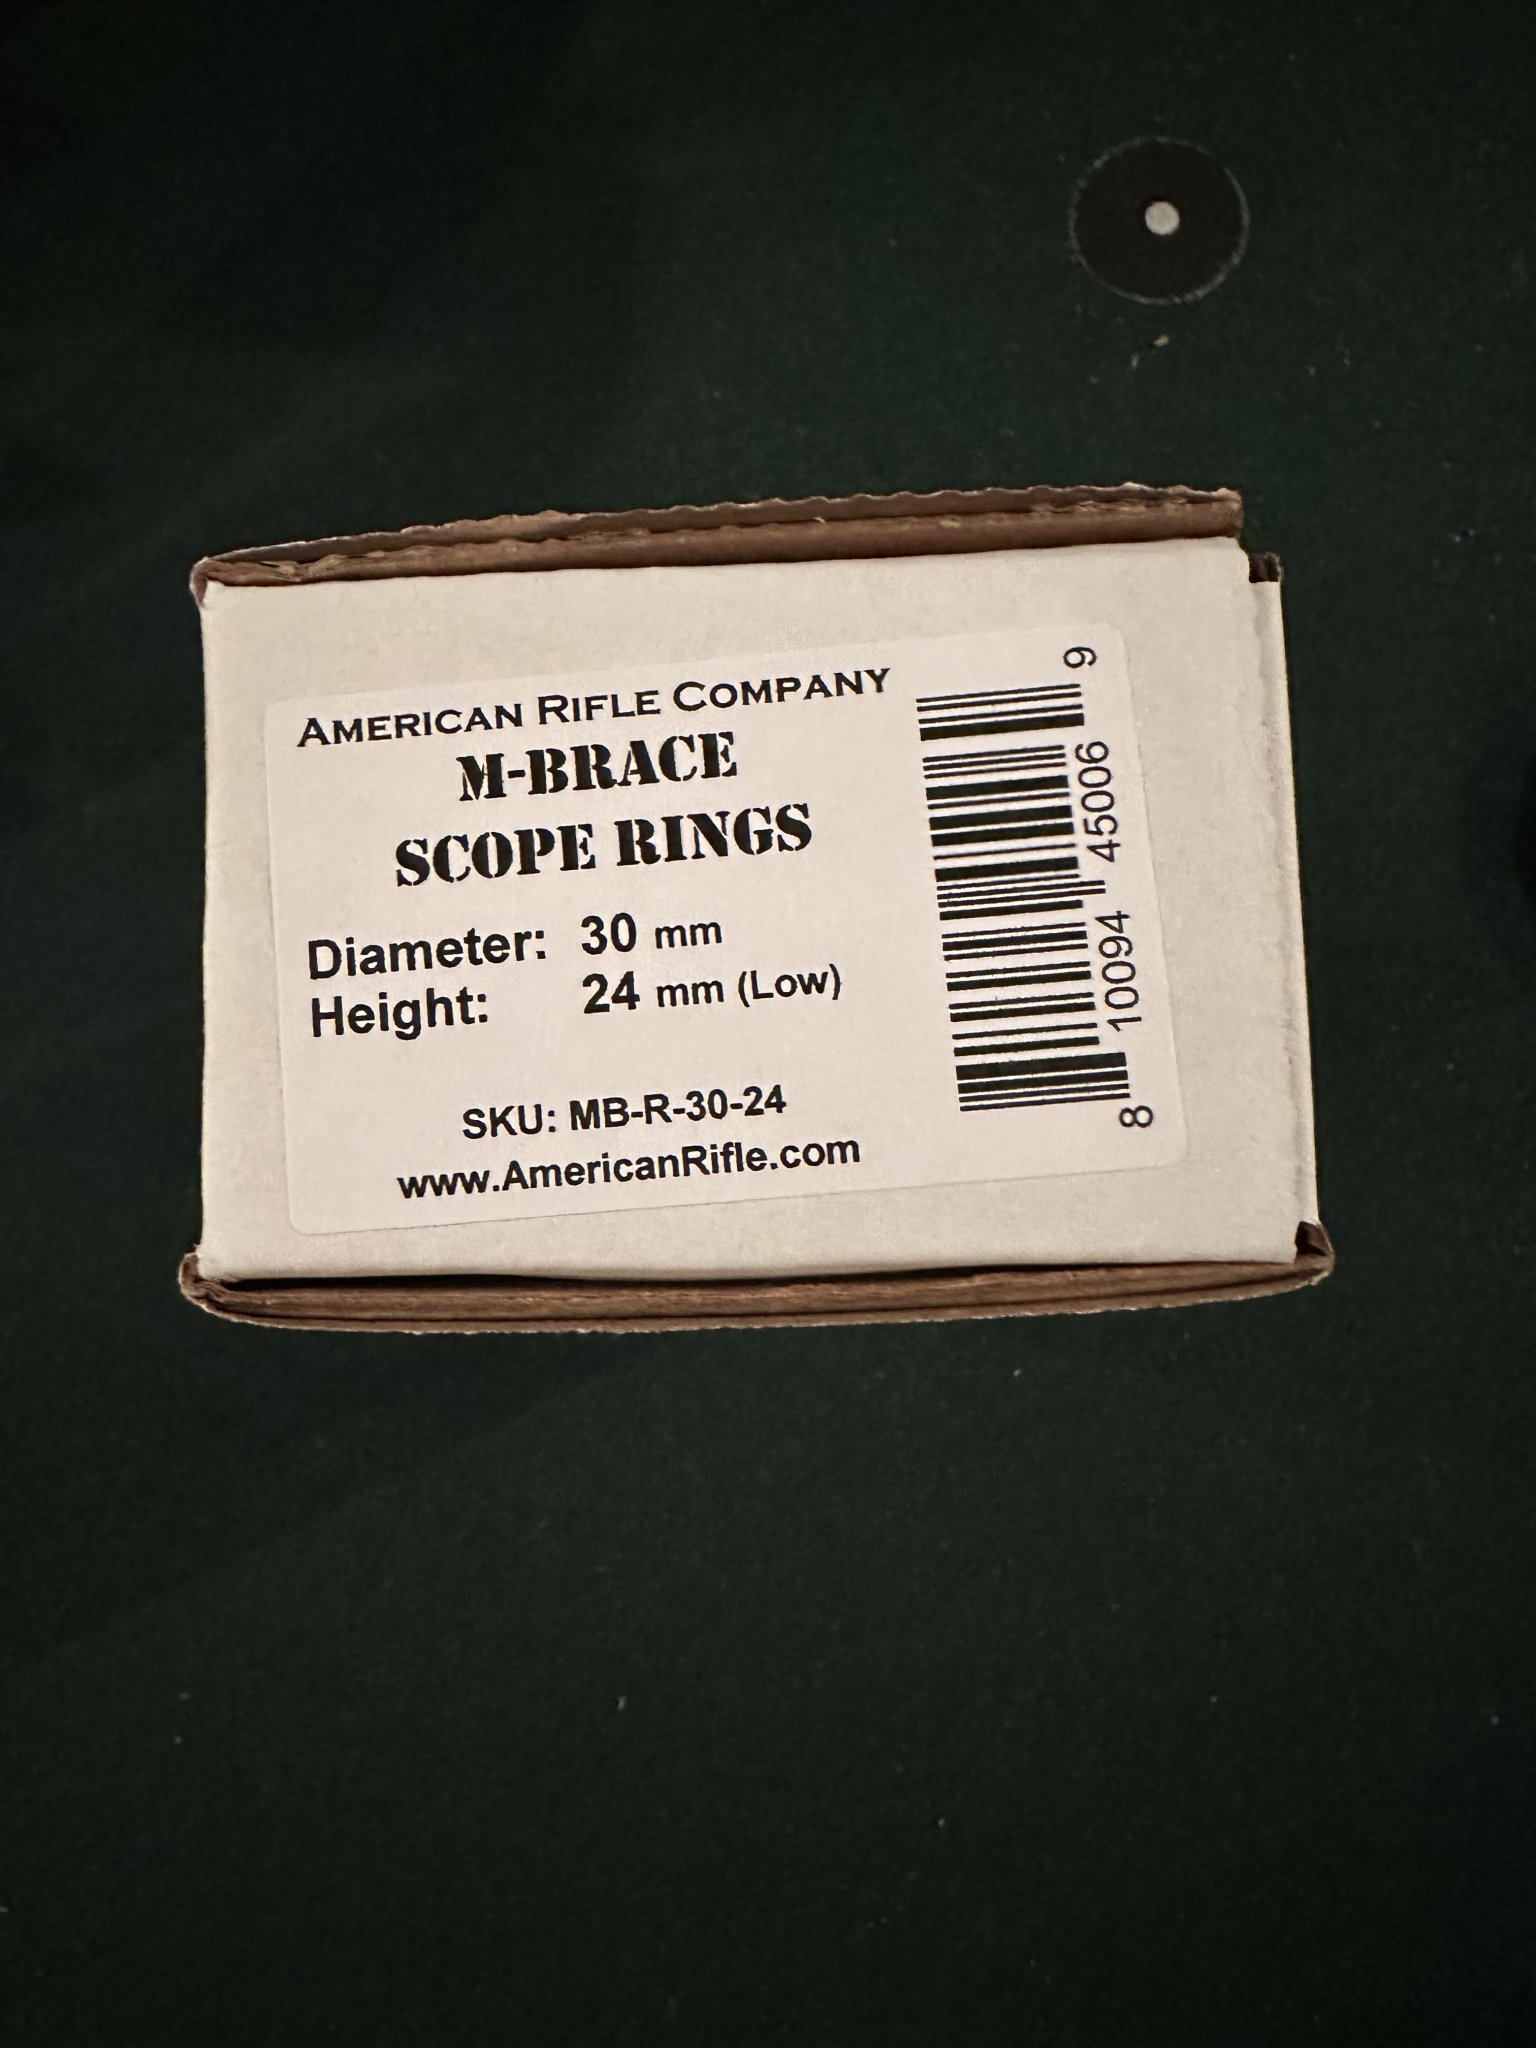 AMERICAN RIFLE COMPANY
M-BRACE
SCOPE RINGS
Diameter: 30 mm
Height: 24 mm (Low)
SKU: MB-R-30-24
www.AmericanRifle.com
8 10094 45006 9